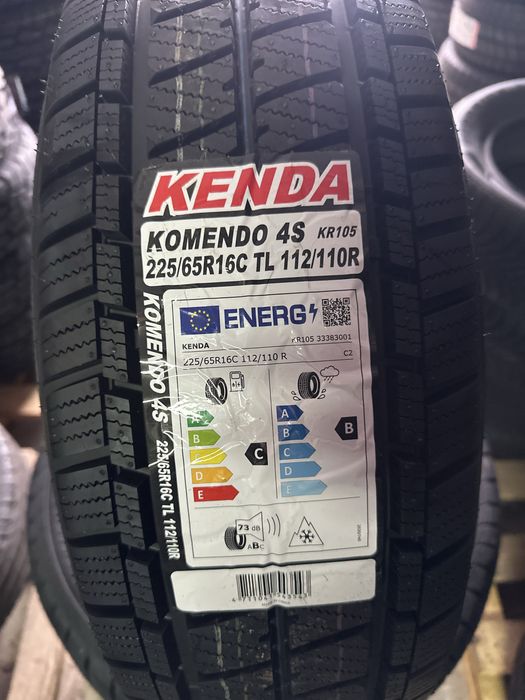 KENDA
KOMENDO 4S KR105
225/65R16C TL 112/110R
KOMENDO 4S
225/65R16C TL 112/110R
ENERG
KENDA
KR105 33383001
225/65R16C 112/110 R
C2
A
B
C
D
E
C
A
B
C
D
E
B
73 dB
ABC